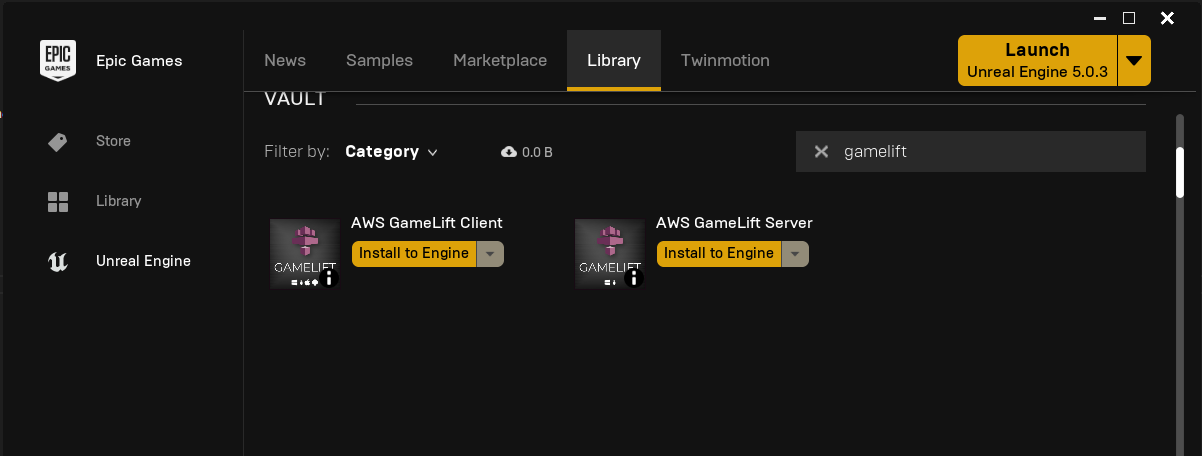 EPIC
GAMES
Epic Games
Store
Library
Unreal Engine
News
Samples
Marketplace
Library
Twinmotion
Launch
Unreal Engine 5.0.3
VAULT
Filter by:
Category
0.0 B
gamelift
GAMELIFT
AWS GameLift Client
Install to Engine
GAMELIFT
AWS GameLift Server
Install to Engine